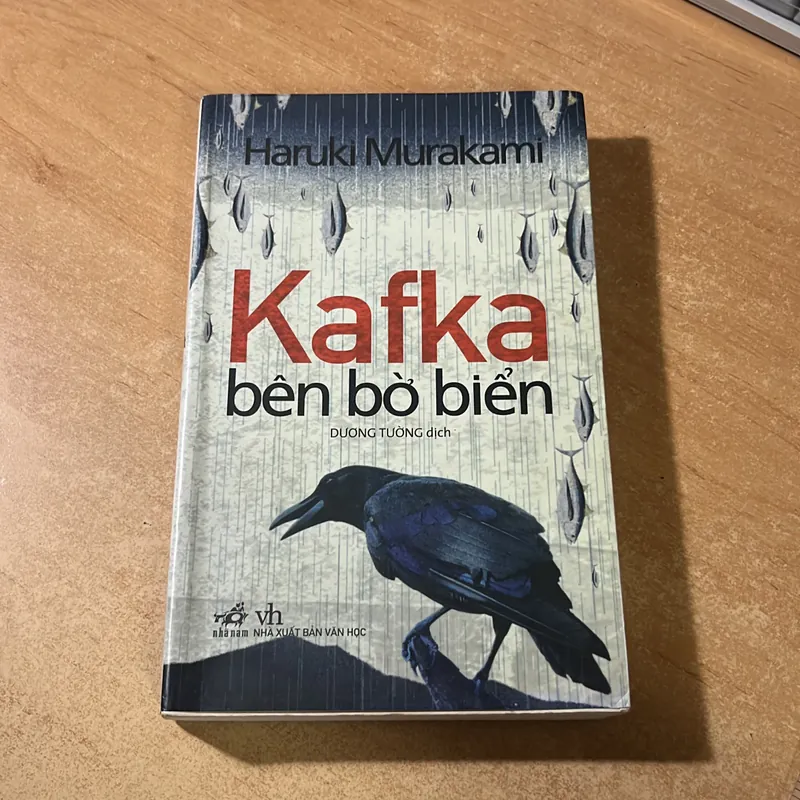 Haruki Murakami
Kafka
bên bờ biển
DƯƠNG TƯỜNG dịch
nhã nam
vh
NHÀ XUẤT BẢN VĂN HỌC